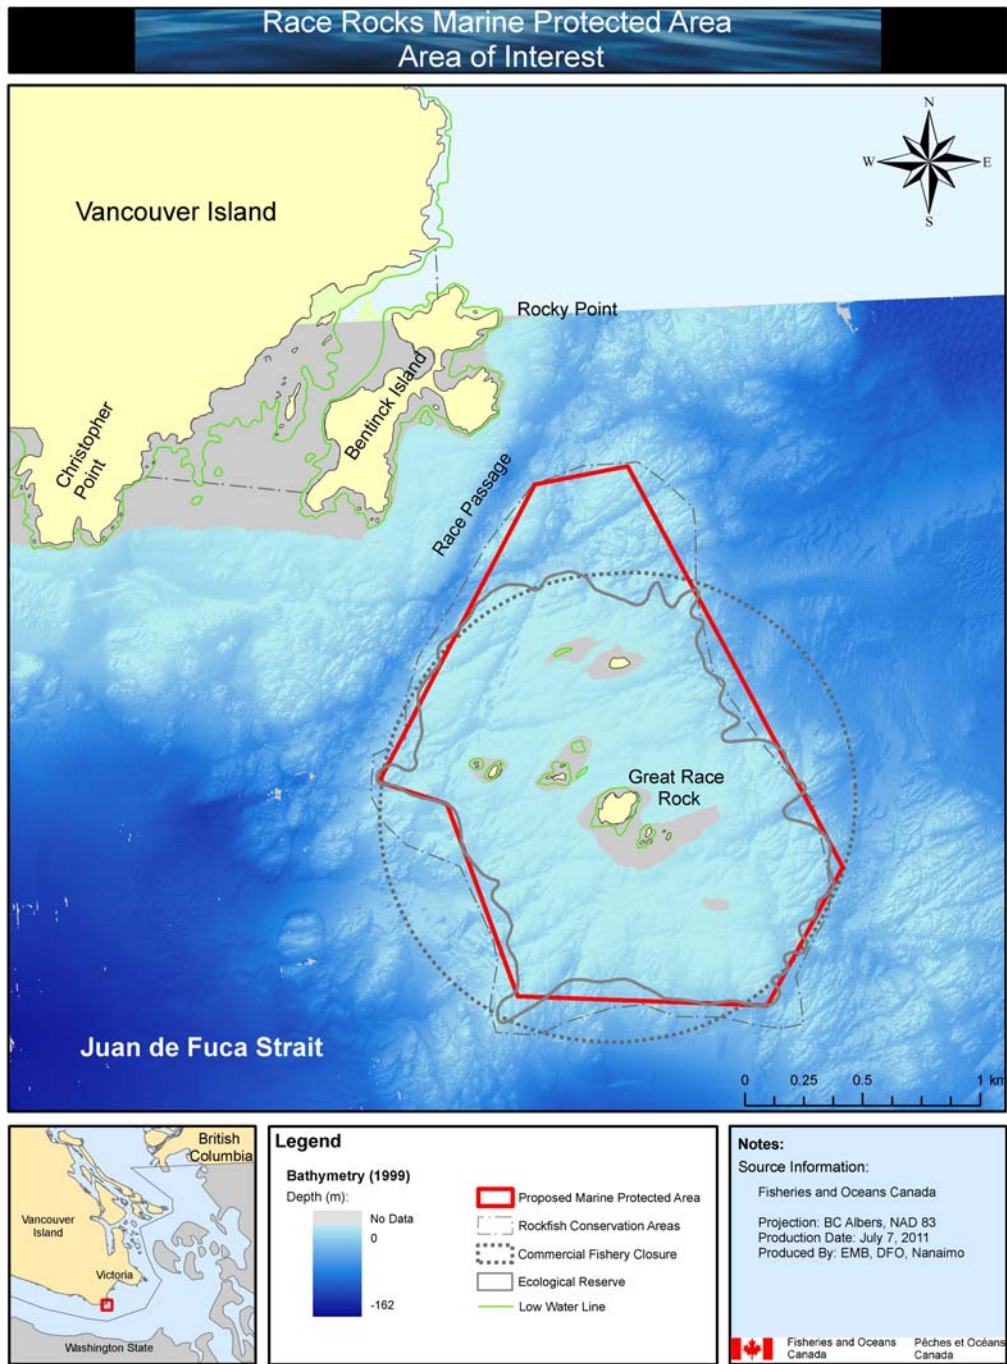 Race Rocks Marine Protected Area
Area of Interest
N
W
E
S
Vancouver Island
Rocky Point
Bentinck Island
Christopher
Point
Race Passage
Great Race
Rock
Juan de Fuca Strait
0 0.25 0.5 1 km
British
Columbia
Vancouver
Island
Victoria
Washington State
Legend
Bathymetry (1999)
Depth (m):
No Data
0
-162
Proposed Marine Protected Area
Rockfish Conservation Areas
Commercial Fishery Closure
Ecological Reserve
Low Water Line
Notes:
Source Information:
Fisheries and Oceans Canada
Projection: BC Albers, NAD 83
Production Date: July 7, 2011
Produced By: EMB, DFO, Nanaimo
Fisheries and Oceans
Canada
Pêches et Océans
Canada